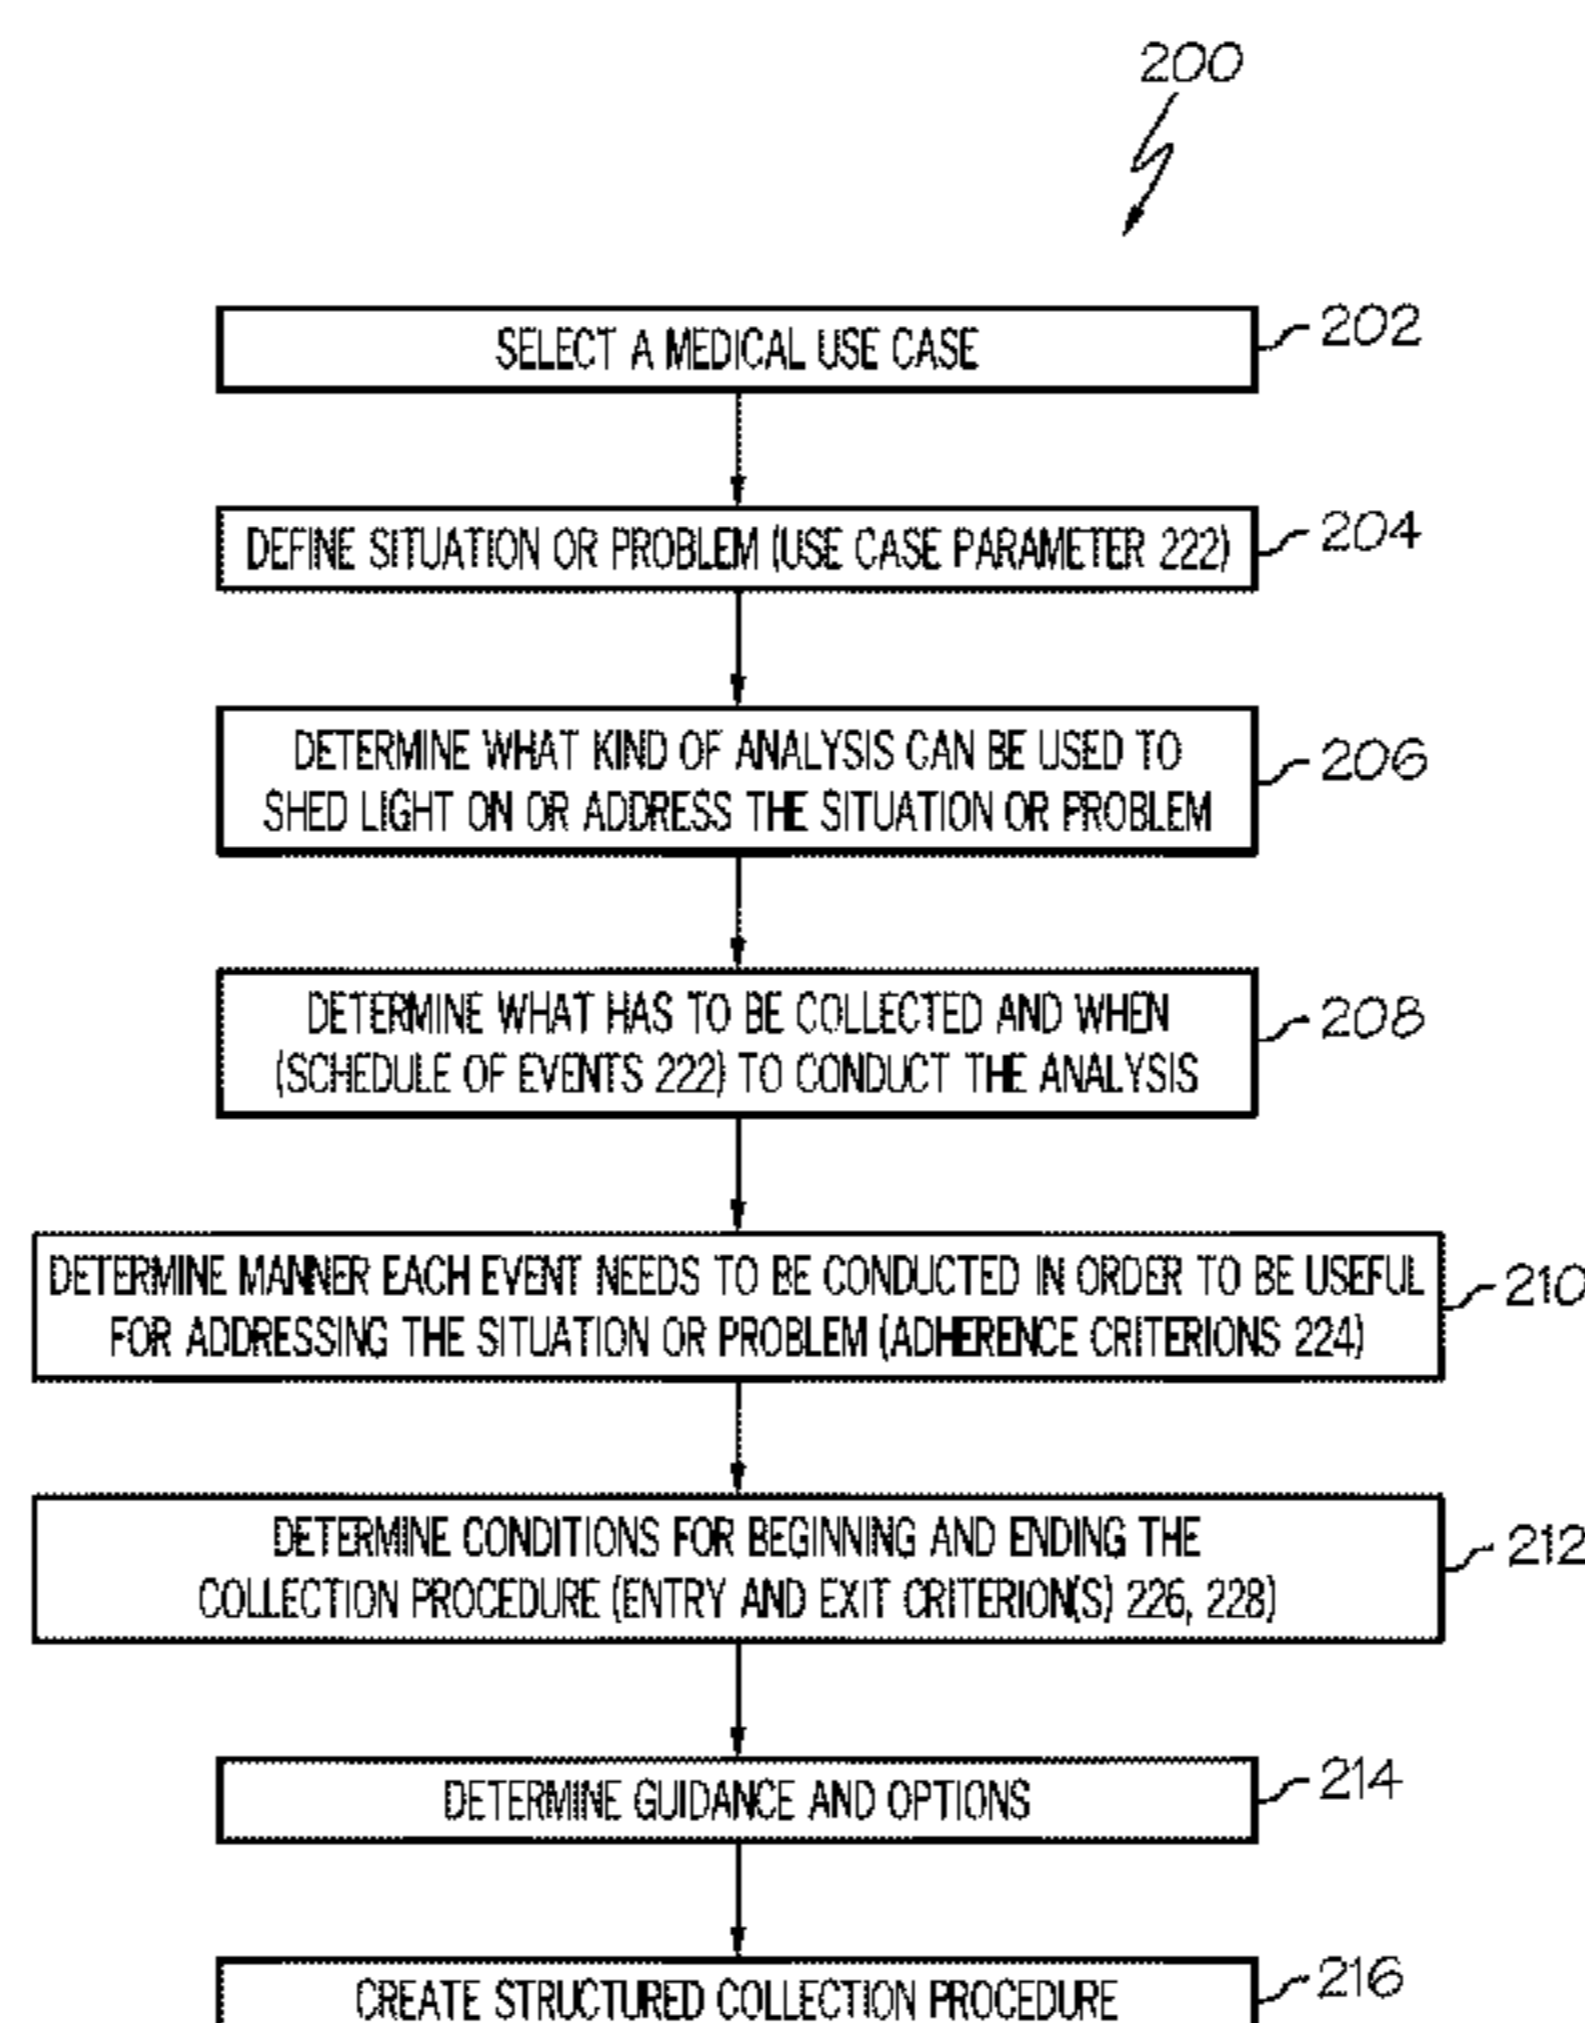 200
SELECT A MEDICAL USE CASE
202
DEFINE SITUATION OR PROBLEM (USE CASE PARAMETER 222)
204
DETERMINE WHAT KIND OF ANALYSIS CAN BE USED TO
SHED LIGHT ON OR ADDRESS THE SITUATION OR PROBLEM
206
DETERMINE WHAT HAS TO BE COLLECTED AND WHEN
(SCHEDULE OF EVENTS 222) TO CONDUCT THE ANALYSIS
208
DETERMINE MANNER EACH EVENT NEEDS TO BE CONDUCTED IN ORDER TO BE USEFUL
FOR ADDRESSING THE SITUATION OR PROBLEM (ADHERENCE CRITERIONS 224)
210
DETERMINE CONDITIONS FOR BEGINNING AND ENDING THE
COLLECTION PROCEDURE (ENTRY AND EXIT CRITERION(S) 226, 228)
212
DETERMINE GUIDANCE AND OPTIONS
214
CREATE STRUCTURED COLLECTION PROCEDURE
216